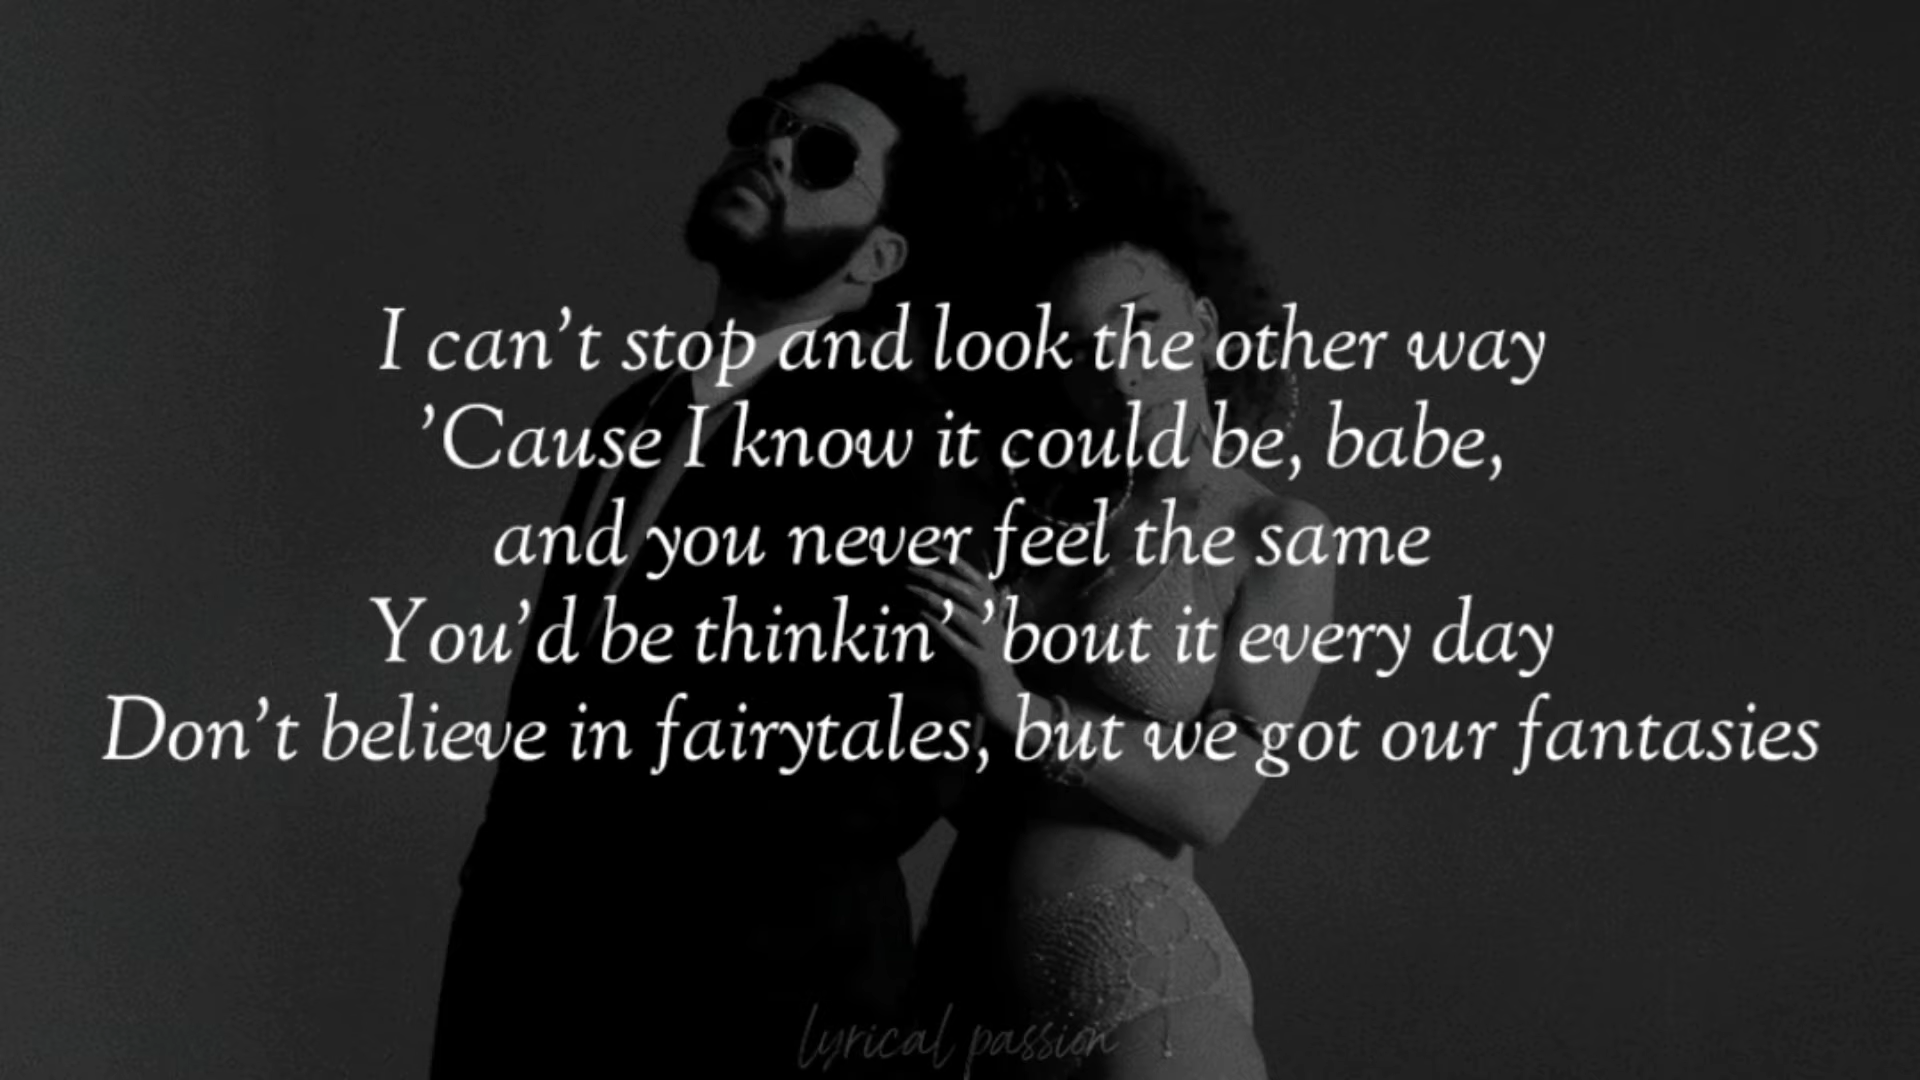 I can’t stop and look the other way
’Cause I know it could be, babe,
and you never feel the same
You’d be thinkin’ ’bout it every day
Don’t believe in fairytales, but we got our fantasies
lyrical passion